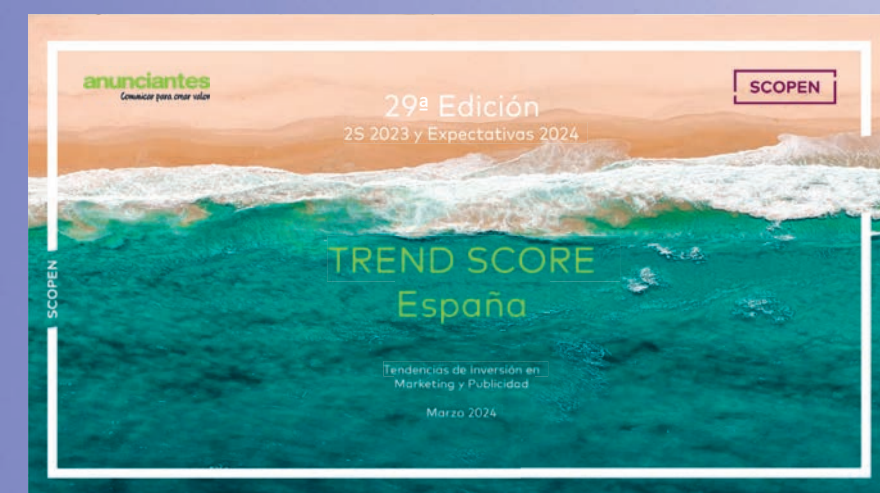 anunciantes
Comunicar para crear valor
SCOPEN
29ª Edición
2S 2023 y Expectativas 2024
SCOPEN
TREND SCORE
España
Tendencias de inversión en
Marketing y Publicidad
Marzo 2024